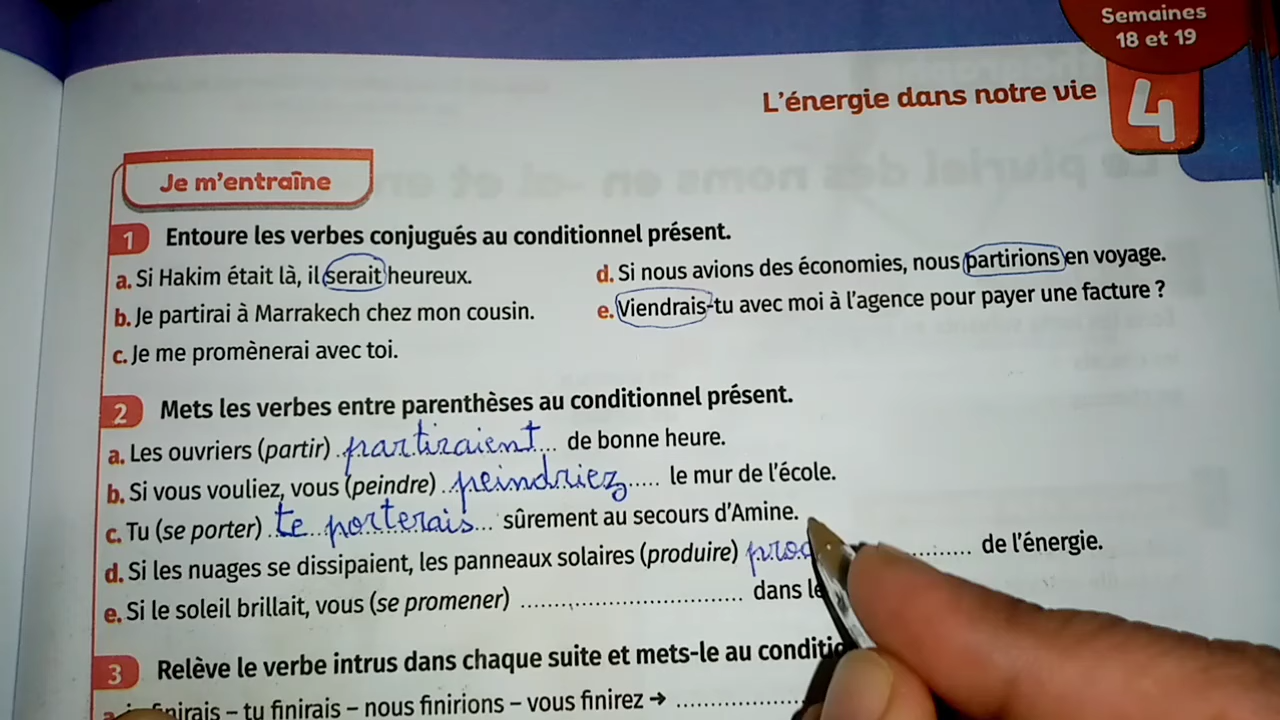 Semaines
18 et 19
L'énergie dans notre vie
4
Je m'entraîne
1 Entoure les verbes conjugués au conditionnel présent.
a. Si Hakim était là, il serait heureux.
b. Je partirai à Marrakech chez mon cousin.
c. Je me promènerai avec toi.
d. Si nous avions des économies, nous partirions en voyage.
e. Viendrais-tu avec moi à l'agence pour payer une facture ?
2 Mets les verbes entre parenthèses au conditionnel présent.
a. Les ouvriers (partir) partiraient de bonne heure.
b. Si vous vouliez, vous (peindre) peindriez le mur de l'école.
c. Tu (se porter) te porterais sûrement au secours d'Amine.
d. Si les nuages se dissipaient, les panneaux solaires (produire) prod de l'énergie.
e. Si le soleil brillait, vous (se promener) dans
3 Relève le verbe intrus dans chaque suite et mets-le au
tu finirais – nous finirions – vous finirez →